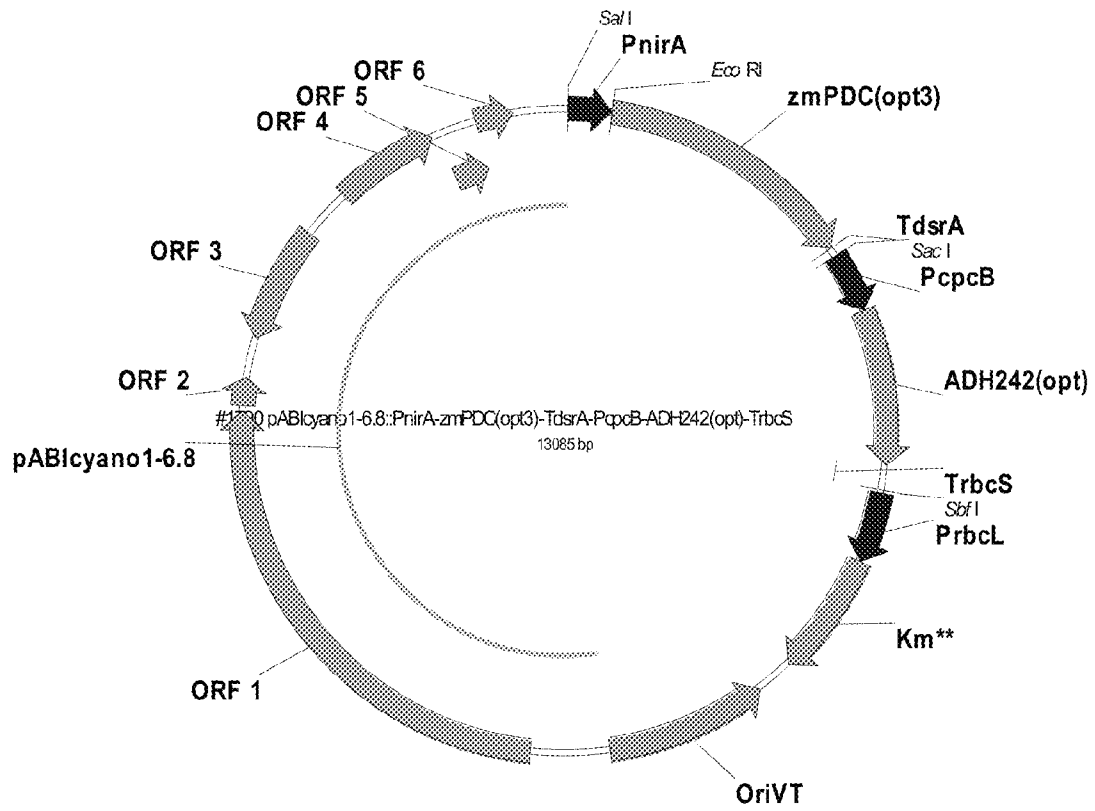 Sal I
PnirA
Eco RI
zmPDC(opt3)
TdsrA
Sac I
PcpcB
ADH242(opt)
TrbcS
Sbf I
PrbcL
Km**
OriVT
ORF 1
pABIcyano1-6.8
ORF 2
ORF 3
ORF 4
ORF 5
ORF 6
pABIcyano1-6.8::PnirA-zmPDC(opt3)-TdsrA-PcpcB-ADH242(opt)-TrbcS
13085 bp